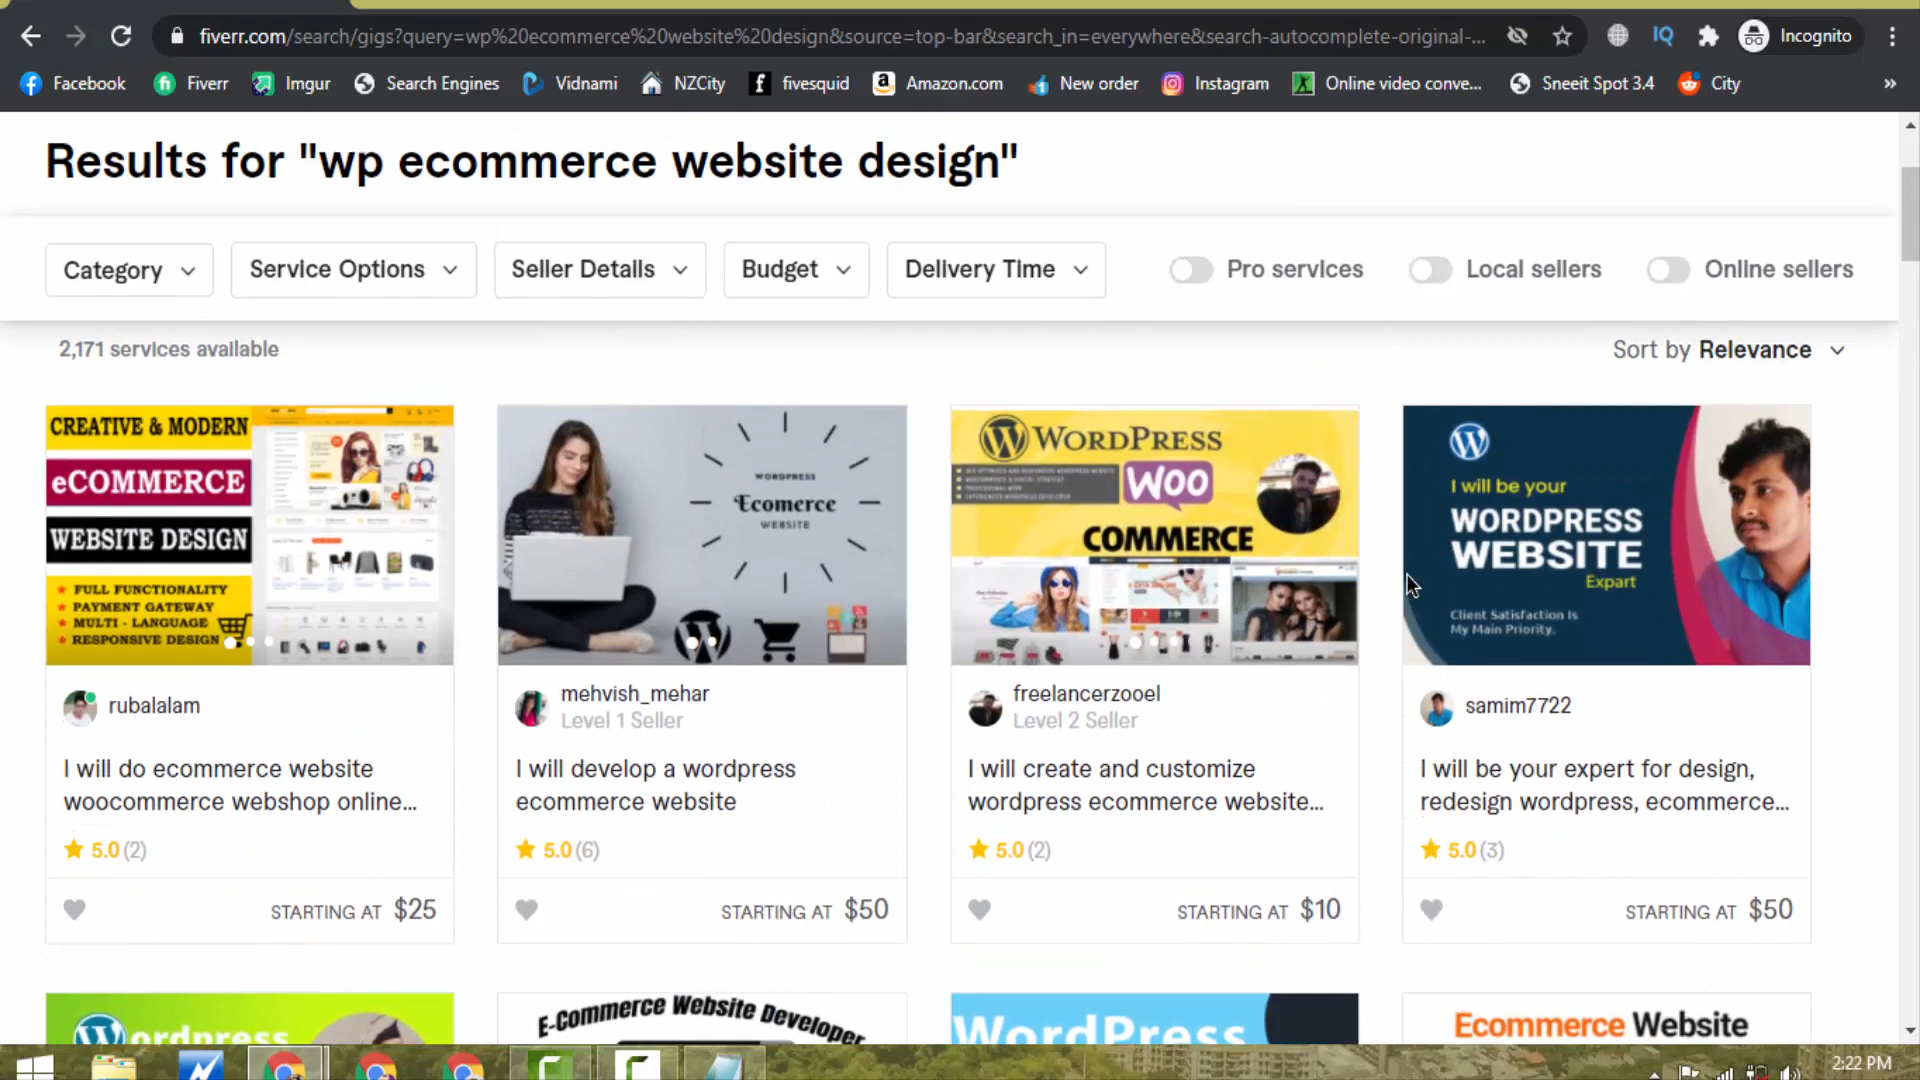 fiverr.com/search/gigs?query=wp%20ecommerce%20website%20design&source=top-bar&search_in=everywhere&search-autocomplete-original-...
Incognito
Facebook
Fiverr
Imgur
Search Engines
Vidnami
NZCity
fivesquid
Amazon.com
New order
Instagram
Online video conve...
Sneeit Spot 3.4
City
»
Results for "wp ecommerce website design"
Category
Service Options
Seller Details
Budget
Delivery Time
Pro services
Local sellers
Online sellers
2,171 services available
Sort by Relevance
CREATIVE & MODERN
eCOMMERCE
WEBSITE DESIGN
FULL FUNCTIONALITY
PAYMENT GATEWAY
MULTI - LANGUAGE
RESPONSIVE DESIGN
rubalalam
I will do ecommerce website
woocommerce webshop online...
5.0 (2)
STARTING AT $25
WORDPRESS
Ecomerce
WEBSITE
mehvish_mehar
Level 1 Seller
I will develop a wordpress
ecommerce website
5.0 (6)
STARTING AT $50
WORDPRESS
WOO
COMMERCE
freelancerzooel
Level 2 Seller
I will create and customize
wordpress ecommerce website...
5.0 (2)
STARTING AT $10
I will be your
WORDPRESS
WEBSITE
Expart
Client Satisfaction Is
My Main Priority.
samim7722
I will be your expert for design,
redesign wordpress, ecommerce...
5.0 (3)
STARTING AT $50
ordpress
E-Commerce Website Developer
WordPress
Ecommerce Website
2:22 PM